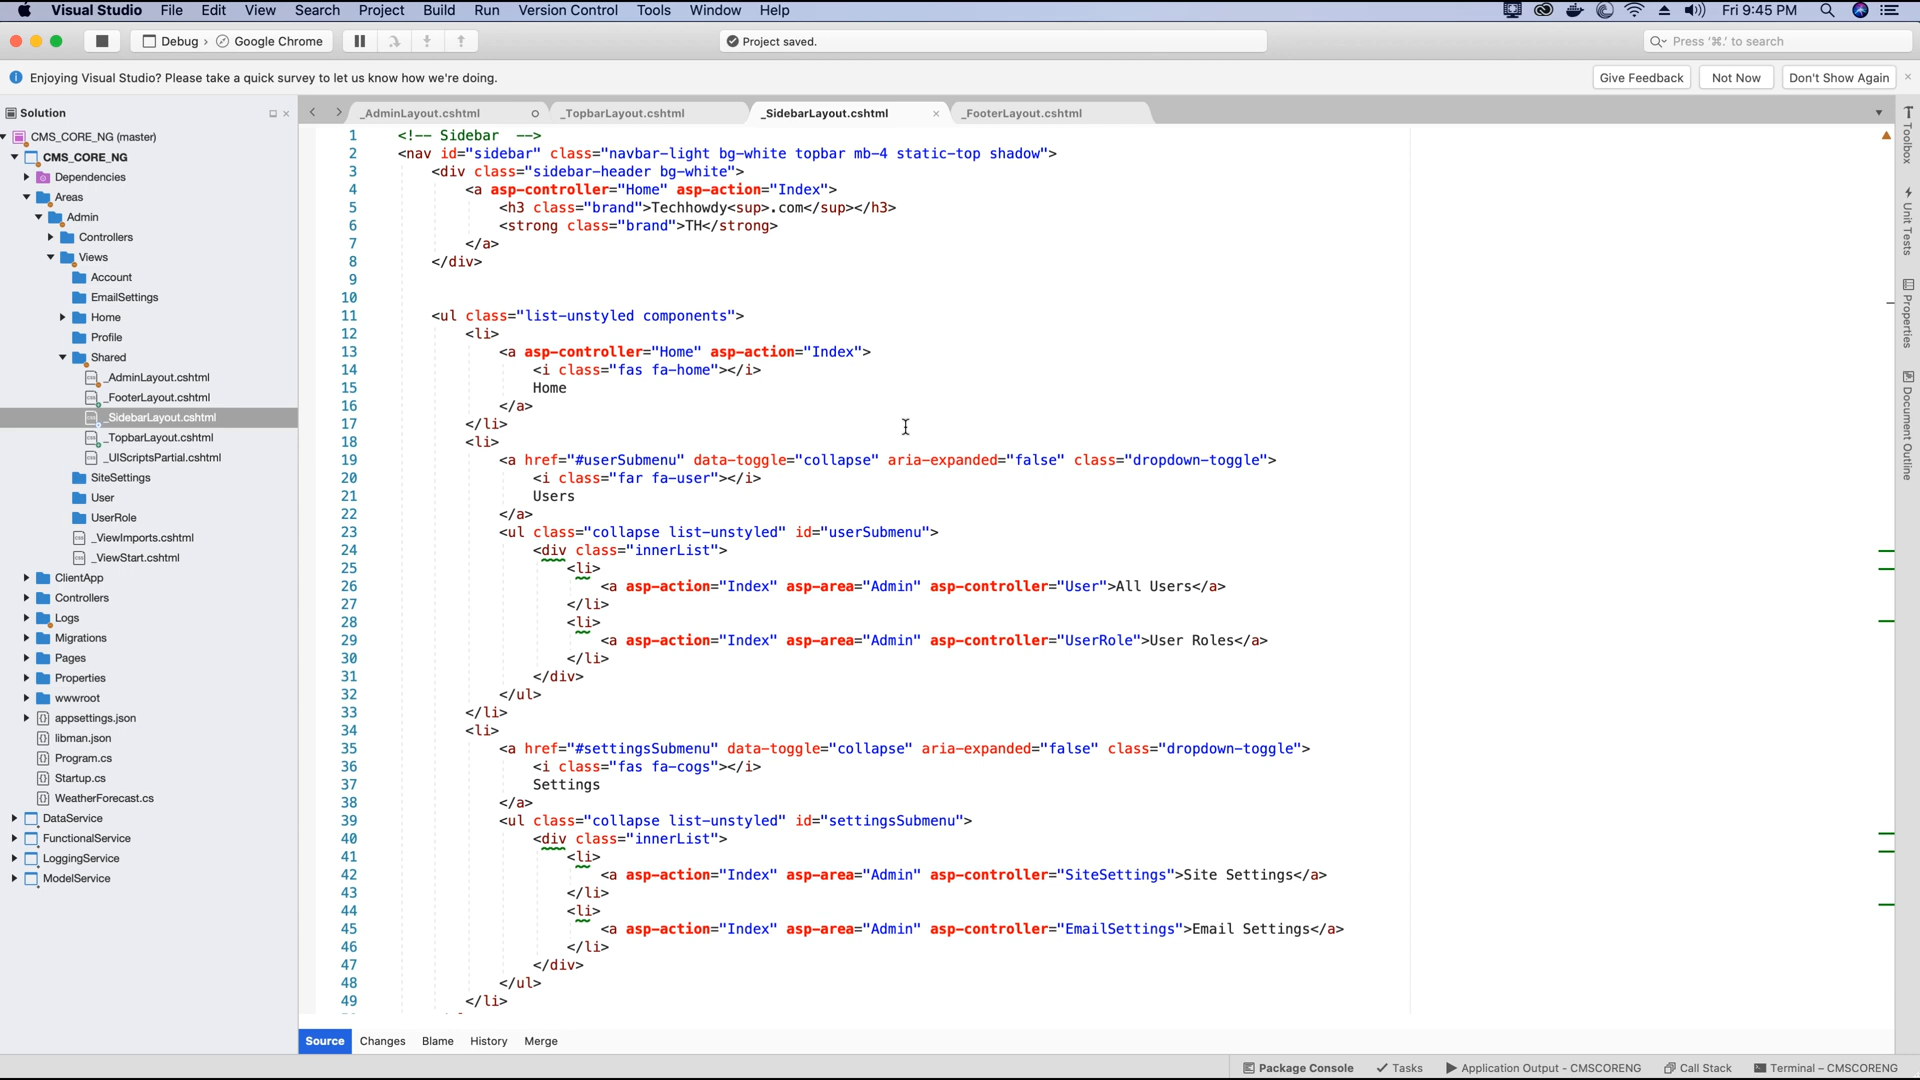 Visual Studio File Edit View Search Project Build Run Version Control Tools Window Help Fri 9:45 PM
Debug › Google Chrome Project saved. Press '⌘.' to search
Enjoying Visual Studio? Please take a quick survey to let us know how we're doing. Give Feedback Not Now Don't Show Again
Solution
CMS_CORE_NG (master)
CMS_CORE_NG
Dependencies
Areas
Admin
Controllers
Views
Account
EmailSettings
Home
Profile
Shared
_AdminLayout.cshtml
_FooterLayout.cshtml
_SidebarLayout.cshtml
_TopbarLayout.cshtml
_UIScriptsPartial.cshtml
SiteSettings
User
UserRole
_ViewImports.cshtml
_ViewStart.cshtml
ClientApp
Controllers
Logs
Migrations
Pages
Properties
wwwroot
appsettings.json
libman.json
Program.cs
Startup.cs
WeatherForecast.cs
DataService
FunctionalService
LoggingService
ModelService
_AdminLayout.cshtml _TopbarLayout.cshtml _SidebarLayout.cshtml _FooterLayout.cshtml
1 <!-- Sidebar -->
2 <nav id="sidebar" class="navbar-light bg-white topbar mb-4 static-top shadow">
3 <div class="sidebar-header bg-white">
4 <a asp-controller="Home" asp-action="Index">
5 <h3 class="brand">Techhowdy<sup>.com</sup></h3>
6 <strong class="brand">TH</strong>
7 </a>
8 </div>
9
10
11 <ul class="list-unstyled components">
12 <li>
13 <a asp-controller="Home" asp-action="Index">
14 <i class="fas fa-home"></i>
15 Home
16 </a>
17 </li>
18 <li>
19 <a href="#userSubmenu" data-toggle="collapse" aria-expanded="false" class="dropdown-toggle">
20 <i class="far fa-user"></i>
21 Users
22 </a>
23 <ul class="collapse list-unstyled" id="userSubmenu">
24 <div class="innerList">
25 <li>
26 <a asp-action="Index" asp-area="Admin" asp-controller="User">All Users</a>
27 </li>
28 <li>
29 <a asp-action="Index" asp-area="Admin" asp-controller="UserRole">User Roles</a>
30 </li>
31 </div>
32 </ul>
33 </li>
34 <li>
35 <a href="#settingsSubmenu" data-toggle="collapse" aria-expanded="false" class="dropdown-toggle">
36 <i class="fas fa-cogs"></i>
37 Settings
38 </a>
39 <ul class="collapse list-unstyled" id="settingsSubmenu">
40 <div class="innerList">
41 <li>
42 <a asp-action="Index" asp-area="Admin" asp-controller="SiteSettings">Site Settings</a>
43 </li>
44 <li>
45 <a asp-action="Index" asp-area="Admin" asp-controller="EmailSettings">Email Settings</a>
46 </li>
47 </div>
48 </ul>
49 </li>
Toolbox
Unit Tests
Properties
Document Outline
Source Changes Blame History Merge
Package Console Tasks Application Output - CMSCORENG Call Stack Terminal – CMSCORENG